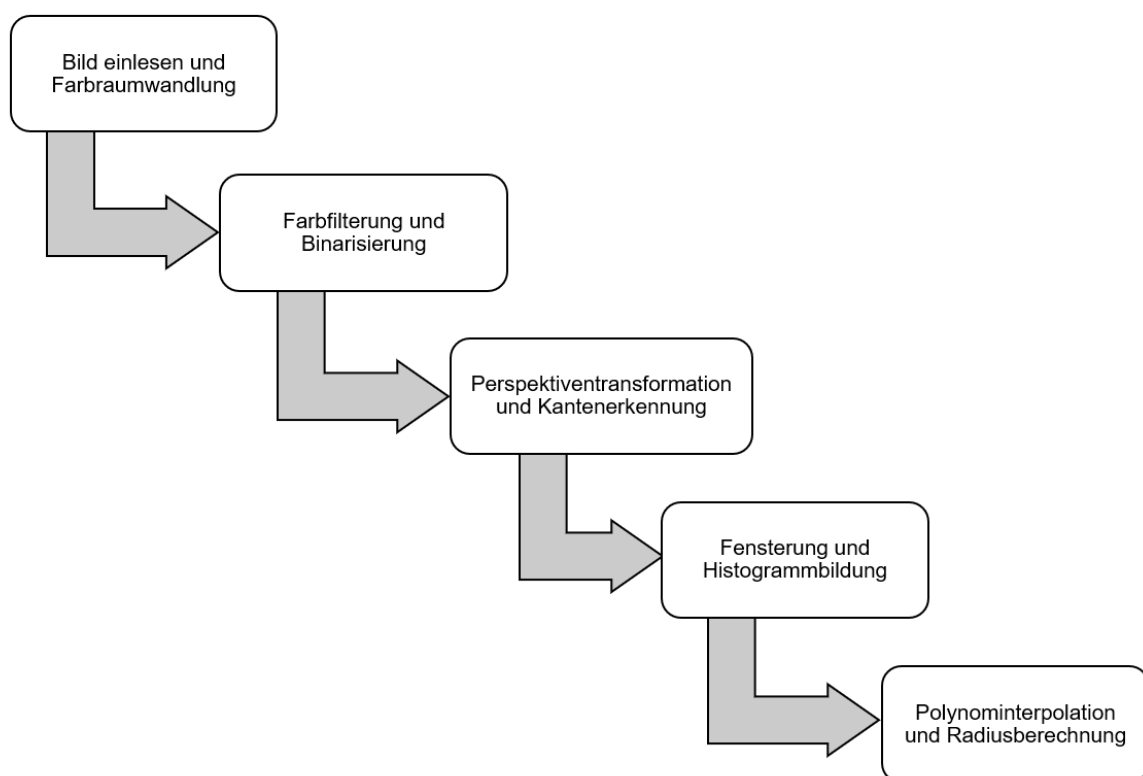 Bild einlesen und
Farbraumwandlung
Farbfilterung und
Binarisierung
Perspektiventransformation
und Kantenerkennung
Fensterung und
Histogrammbildung
Polynominterpolation
und Radiusberechnung